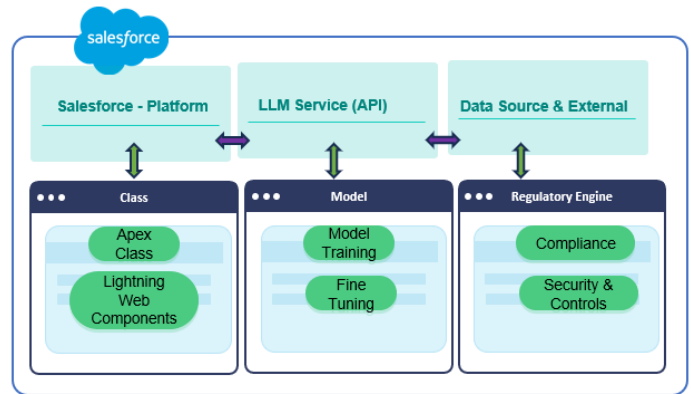 salesforce
Salesforce - Platform
LLM Service (API)
Data Source & External
Class
Model
Regulatory Engine
Apex
Class
Lightning
Web
Components
Model
Training
Fine
Tuning
Compliance
Security &
Controls